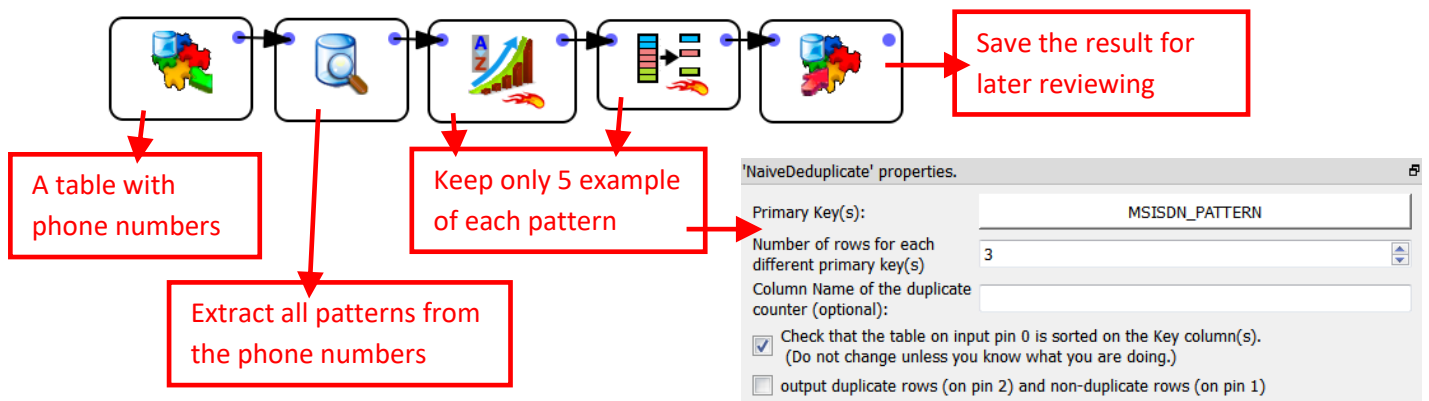 A
Z
Save the result for
later reviewing
A table with
phone numbers
Keep only 5 example
of each pattern
Extract all patterns from
the phone numbers
'NaiveDeduplicate' properties.
Primary Key(s):
MSISDN_PATTERN
Number of rows for each
different primary key(s)
3
Column Name of the duplicate
counter (optional):
Check that the table on input pin 0 is sorted on the Key column(s).
(Do not change unless you know what you are doing.)
output duplicate rows (on pin 2) and non-duplicate rows (on pin 1)